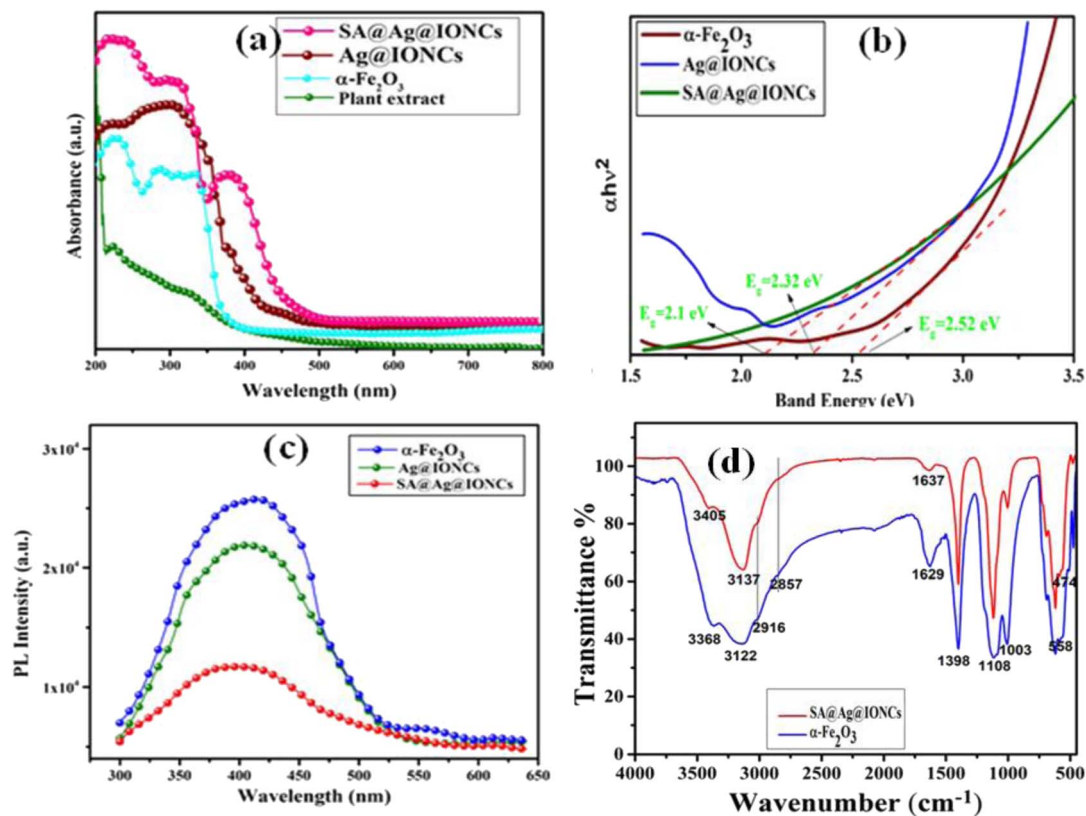 (a)
SA@Ag@IONCs
Ag@IONCs
α-Fe₂O₃
Plant extract
Absorbance (a.u.)
200 300 400 500 600 700 800
Wavelength (nm)
(b)
α-Fe₂O₃
Ag@IONCs
SA@Ag@IONCs
αhν²
E_g=2.32 eV
E_g=2.1 eV
E_g=2.52 eV
1.5 2.0 2.5 3.0 3.5
Band Energy (eV)
(c)
α-Fe₂O₃
Ag@IONCs
SA@Ag@IONCs
3x10⁴
2x10⁴
1x10⁴
PL Intensity (a.u.)
300 350 400 450 500 550 600 650
Wavelength (nm)
(d)
100
80
60
40
20
0
Transmittance %
3405
3137
2857
1637
474
3368
3122
2916
1629
1398
1108
1003
558
SA@Ag@IONCs
α-Fe₂O₃
4000 3500 3000 2500 2000 1500 1000 500
Wavenumber (cm⁻¹)